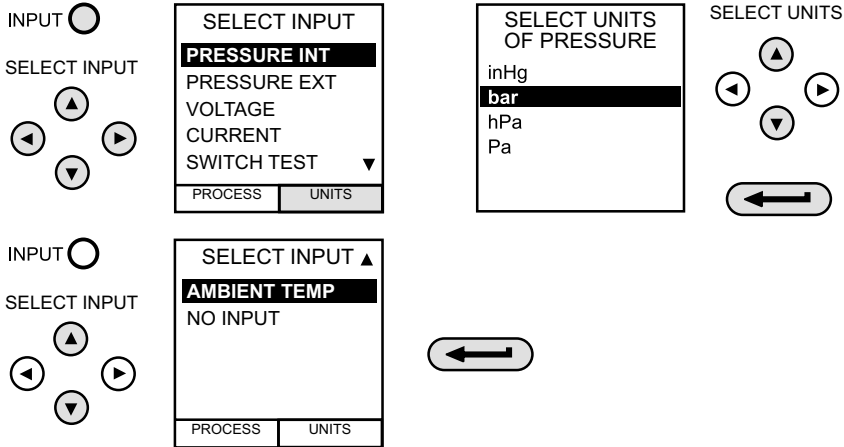 INPUT
SELECT INPUT
SELECT INPUT
PRESSURE INT
PRESSURE EXT
VOLTAGE
CURRENT
SWITCH TEST
PROCESS UNITS
SELECT UNITS
OF PRESSURE
inHg
bar
hPa
Pa
SELECT UNITS
INPUT
SELECT INPUT
SELECT INPUT
AMBIENT TEMP
NO INPUT
PROCESS UNITS